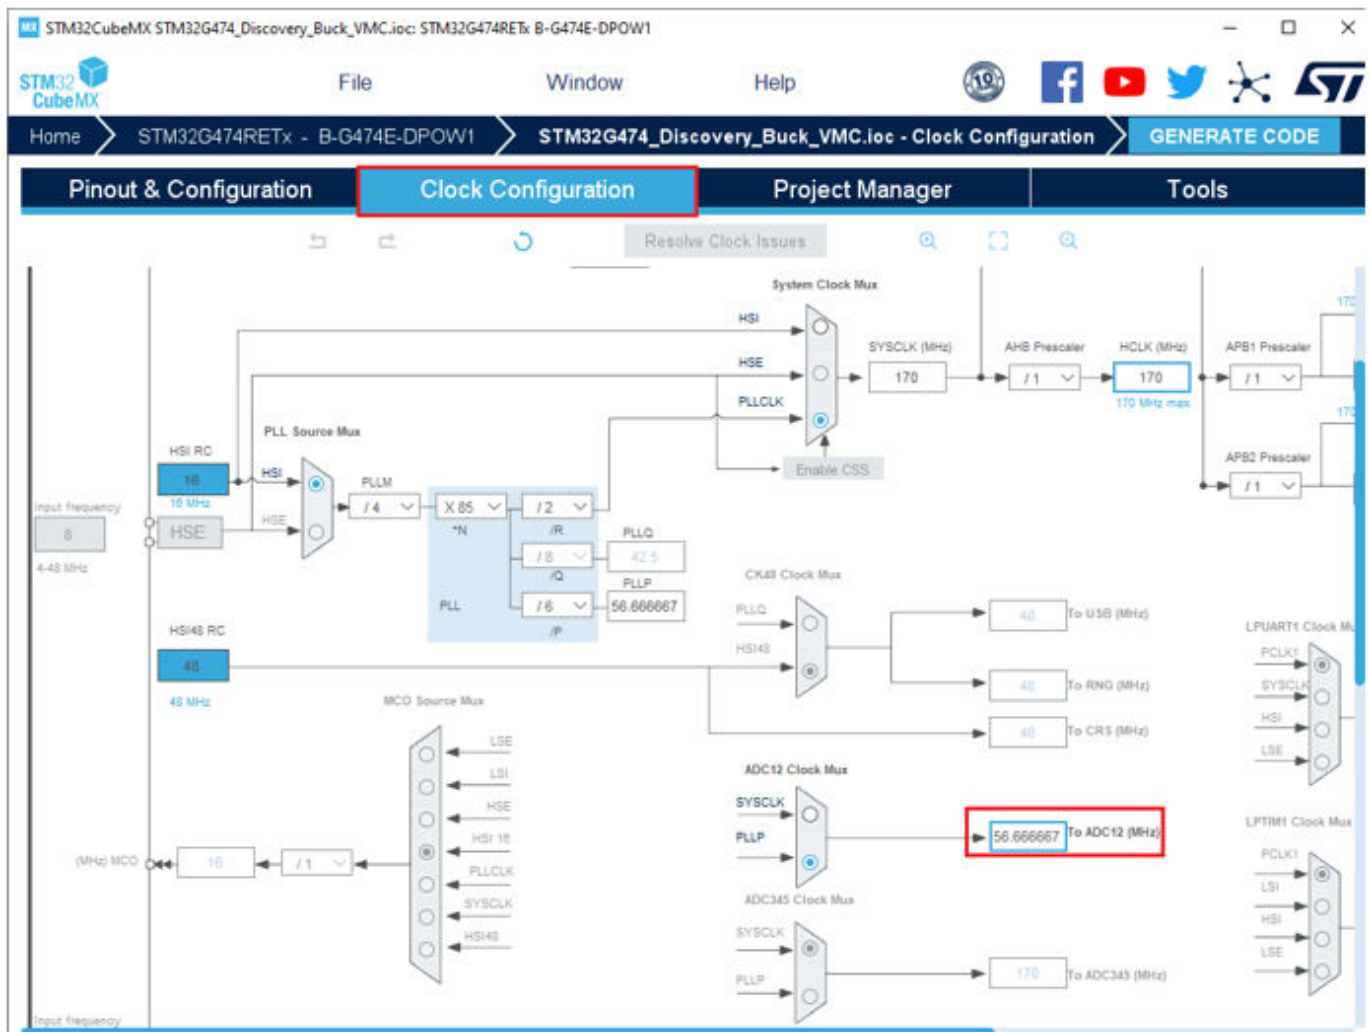 STM32CubeMX STM32G474_Discovery_Buck_VMC.ioc: STM32G474RETx B-G474E-DPOW1
STM32
CubeMX
File
Window
Help
10
ST
Home
STM32G474RETx - B-G474E-DPOW1
STM32G474_Discovery_Buck_VMC.ioc - Clock Configuration
GENERATE CODE
Pinout & Configuration
Clock Configuration
Project Manager
Tools
Resolve Clock Issues
System Clock Mux
HSI
SYSCLK (MHz)
AHB Prescaler
HCLK (MHz)
APB1 Prescaler
170
HSE
170
/ 1
170
/ 1
PLLCLK
170 MHz max
170
PLL Source Mux
HSI RC
APB2 Prescaler
16
HSI
PLLM
Enable CSS
/ 1
16 MHz
/ 4
X 85
/ 2
Input frequency
HSE
HSE
*N
/R
PLLQ
8
/ 8
42.5
4-48 MHz
/Q
PLLP
CK48 Clock Mux
PLL
/ 6
56.666667
/P
PLLQ
48
To USB (MHz)
HSI48 RC
HSI48
LPUART1 Clock Mu
48
PCLK1
48
To RNG (MHz)
SYSCLK
48 MHz
MCO Source Mux
HSI
48
To CRS (MHz)
LSE
LSE
LSI
ADC12 Clock Mux
HSE
SYSCLK
HSI 16
PLLP
56.666667
To ADC12 (MHz)
LPTIM1 Clock Mux
(MHz) MCO
16
/ 1
PCLK1
PLLCLK
LSI
SYSCLK
ADC345 Clock Mux
HSI
HSI48
SYSCLK
LSE
PLLP
170
To ADC345 (MHz)
Input frequency